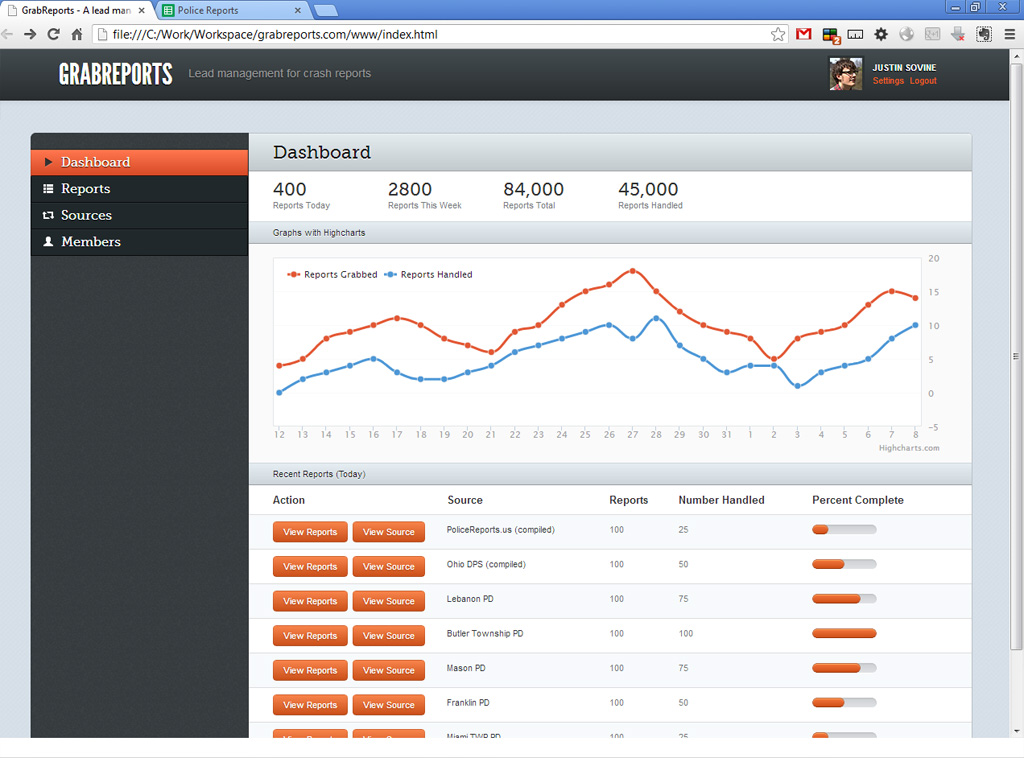 GrabReports - A lead man
Police Reports
file:///C:/Work/Workspace/grabreports.com/www/index.html
2
GRABREPORTS
Lead management for crash reports
JUSTIN SOVINE
Settings Logout
Dashboard
Reports
Sources
Members
Dashboard
400 2800 84,000 45,000
Reports Today Reports This Week Reports Total Reports Handled
Graphs with Highcharts
Reports Grabbed Reports Handled
20
15
10
5
0
-5
12 13 14 15 16 17 18 19 20 21 22 23 24 25 26 27 28 29 30 31 1 2 3 4 5 6 7 8
Highcharts.com
Recent Reports (Today)
Action Source Reports Number Handled Percent Complete
View Reports View Source PoliceReports.us (compiled) 100 25
View Reports View Source Ohio DPS (compiled) 100 50
View Reports View Source Lebanon PD 100 75
View Reports View Source Butler Township PD 100 100
View Reports View Source Mason PD 100 75
View Reports View Source Franklin PD 100 50
View Reports View Source Miami TWP PD 100 25